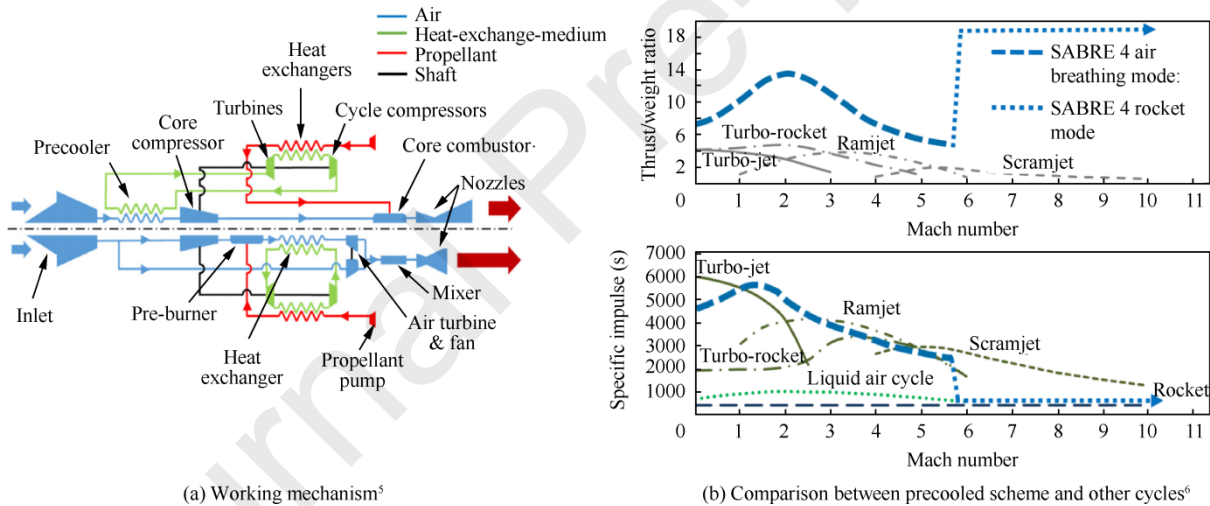 Air
Heat-exchange-medium
Propellant
Shaft
Heat
exchangers
Turbines
Cycle compressors
Core
compressor
Precooler
Core combustor
Nozzles
Inlet
Pre-burner
Mixer
Air turbine
& fan
Heat
exchanger
Propellant
pump
(a) Working mechanism⁵
Thrust/weight ratio
18
14
10
6
2
SABRE 4 air
breathing mode:
SABRE 4 rocket
mode
Turbo-rocket
Turbo-jet
Ramjet
Scramjet
0 1 2 3 4 5 6 7 8 9 10 11
Mach number
Specific impulse (s)
7000
6000
5000
4000
3000
2000
1000
Turbo-jet
Ramjet
Scramjet
Turbo-rocket
Liquid air cycle
Rocket
0 1 2 3 4 5 6 7 8 9 10 11
Mach number
(b) Comparison between precooled scheme and other cycles⁶